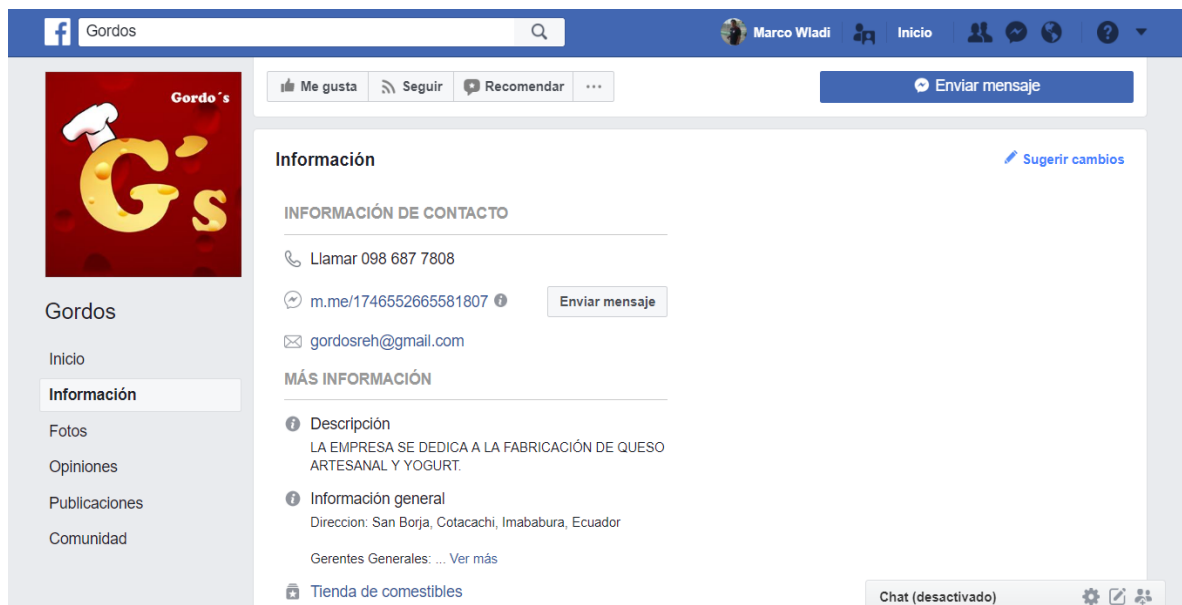 Gordos
Marco Wladi
Inicio
Gordo´s
G's
Me gusta
Seguir
Recomendar
Enviar mensaje
Información
Sugerir cambios
INFORMACIÓN DE CONTACTO
Llamar 098 687 7808
m.me/1746552665581807
Enviar mensaje
gordosreh@gmail.com
MÁS INFORMACIÓN
Descripción
LA EMPRESA SE DEDICA A LA FABRICACIÓN DE QUESO
ARTESANAL Y YOGURT.
Información general
Direccion: San Borja, Cotacachi, Imababura, Ecuador
Gerentes Generales: ... Ver más
Tienda de comestibles
Gordos
Inicio
Información
Fotos
Opiniones
Publicaciones
Comunidad
Chat (desactivado)